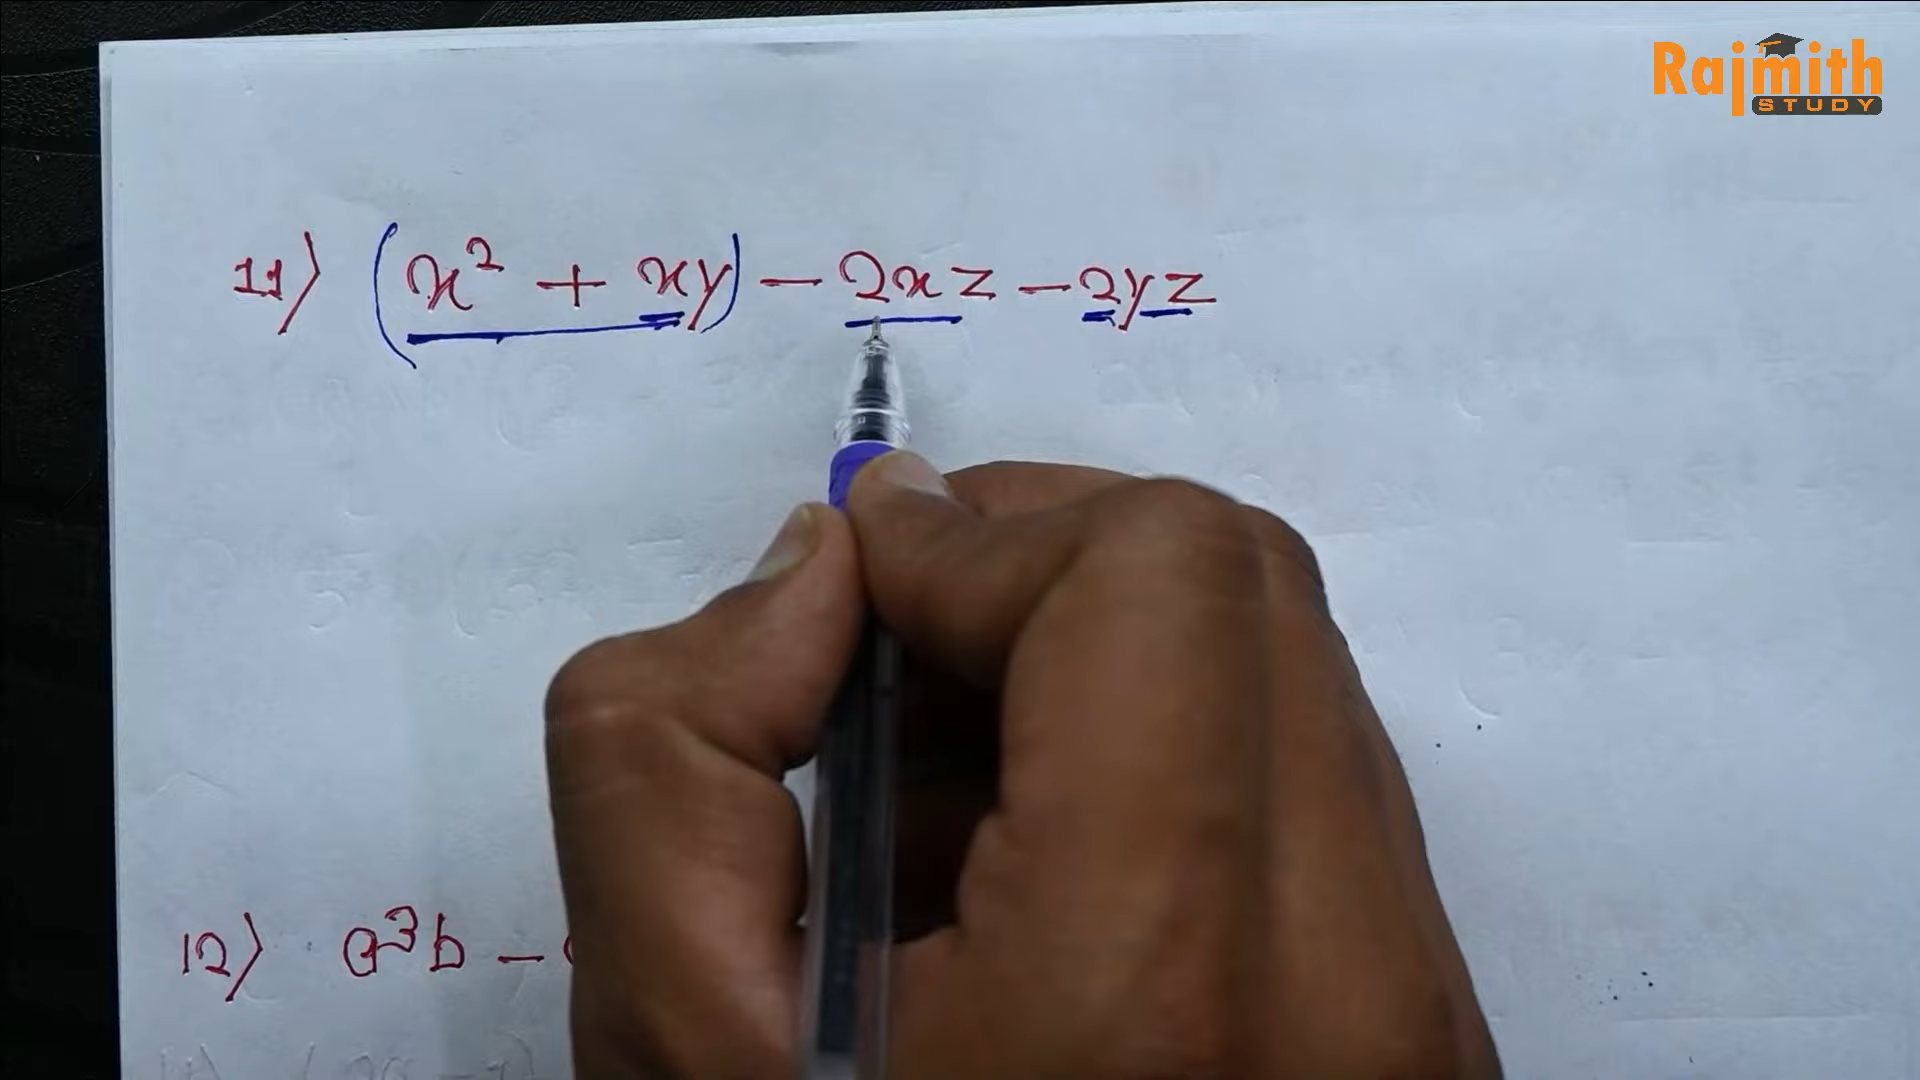 Rajmith
STUDY
11) (x² + xy) - 2xz - 2yz
12) a³b -